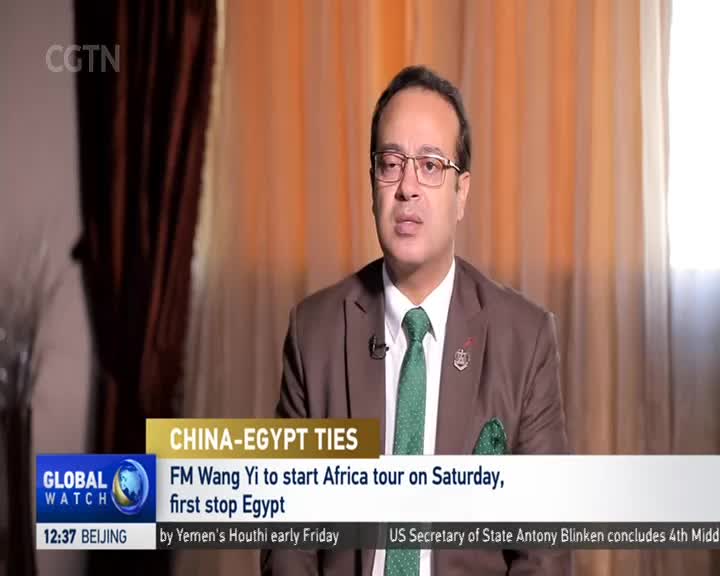 CGTN
CHINA-EGYPT TIES
FM Wang Yi to start Africa tour on Saturday,
first stop Egypt
GLOBAL
WATCH
12:37 BEIJING
by Yemen's Houthi early Friday US Secretary of State Antony Blinken concludes 4th Midd